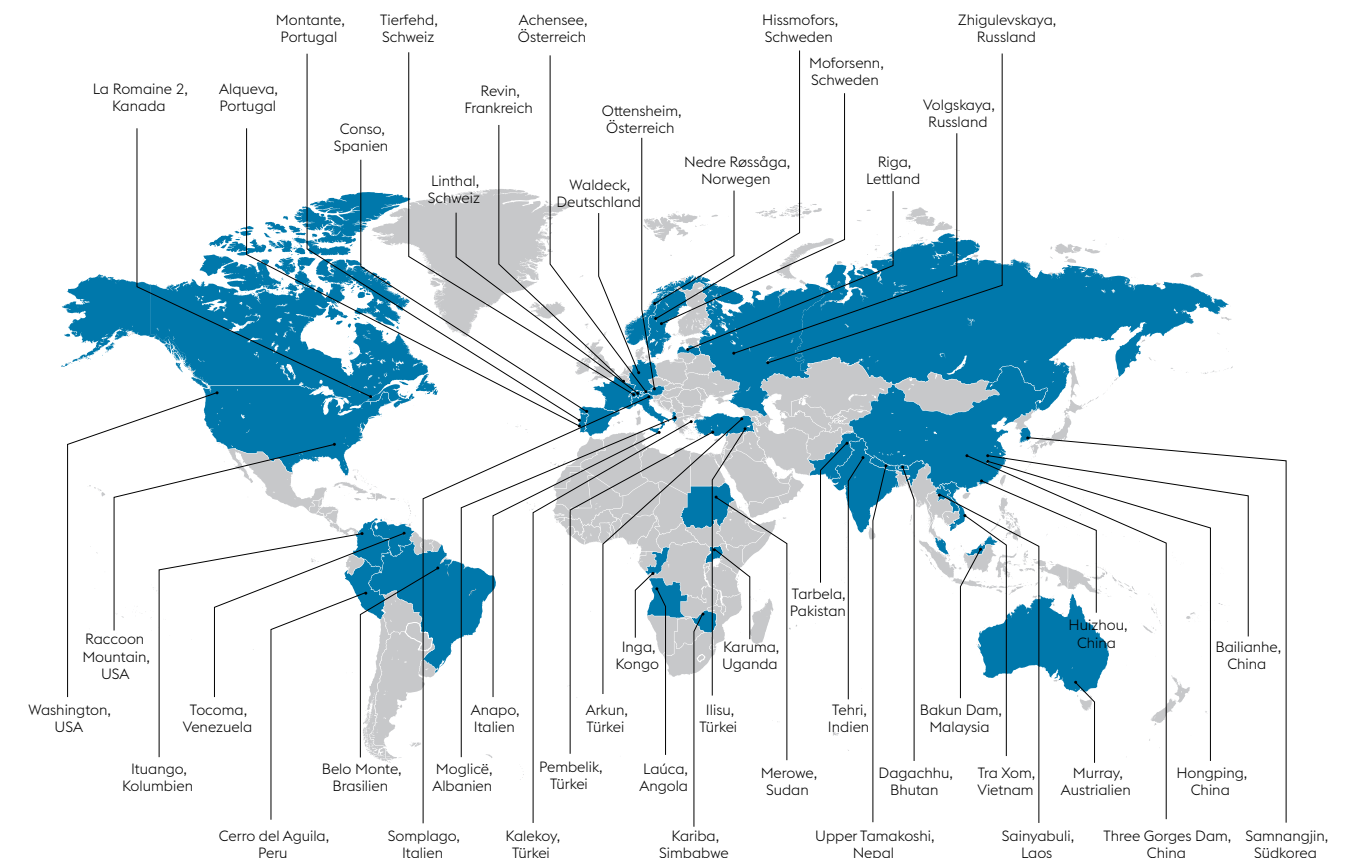 Montante,
Portugal
Tierfehd,
Schweiz
Achensee,
Österreich
Hissmofors,
Schweden
Zhigulevskaya,
Russland
Moforsenn,
Schweden
La Romaine 2,
Kanada
Alqueva,
Portugal
Revin,
Frankreich
Volgskaya,
Russland
Ottensheim,
Österreich
Conso,
Spanien
Nedre Røssåga,
Norwegen
Riga,
Lettland
Linthal,
Schweiz
Waldeck,
Deutschland
Tarbela,
Pakistan
Huizhou,
China
Raccoon
Mountain,
USA
Inga,
Kongo
Karuma,
Uganda
Bailianhe,
China
Washington,
USA
Tocoma,
Venezuela
Anapo,
Italien
Arkun,
Türkei
Ilisu,
Türkei
Tehri,
Indien
Bakun Dam,
Malaysia
Ituango,
Kolumbien
Belo Monte,
Brasilien
Moglicë,
Albanien
Pembelik,
Türkei
Laúca,
Angola
Merowe,
Sudan
Dagachhu,
Bhutan
Tra Xom,
Vietnam
Murray,
Australien
Hongping,
China
Cerro del Aguila,
Peru
Somplago,
Italien
Kalekoy,
Türkei
Kariba,
Simbabwe
Upper Tamakoshi,
Nepal
Sainyabuli,
Laos
Three Gorges Dam,
China
Samnangjin,
Südkorea